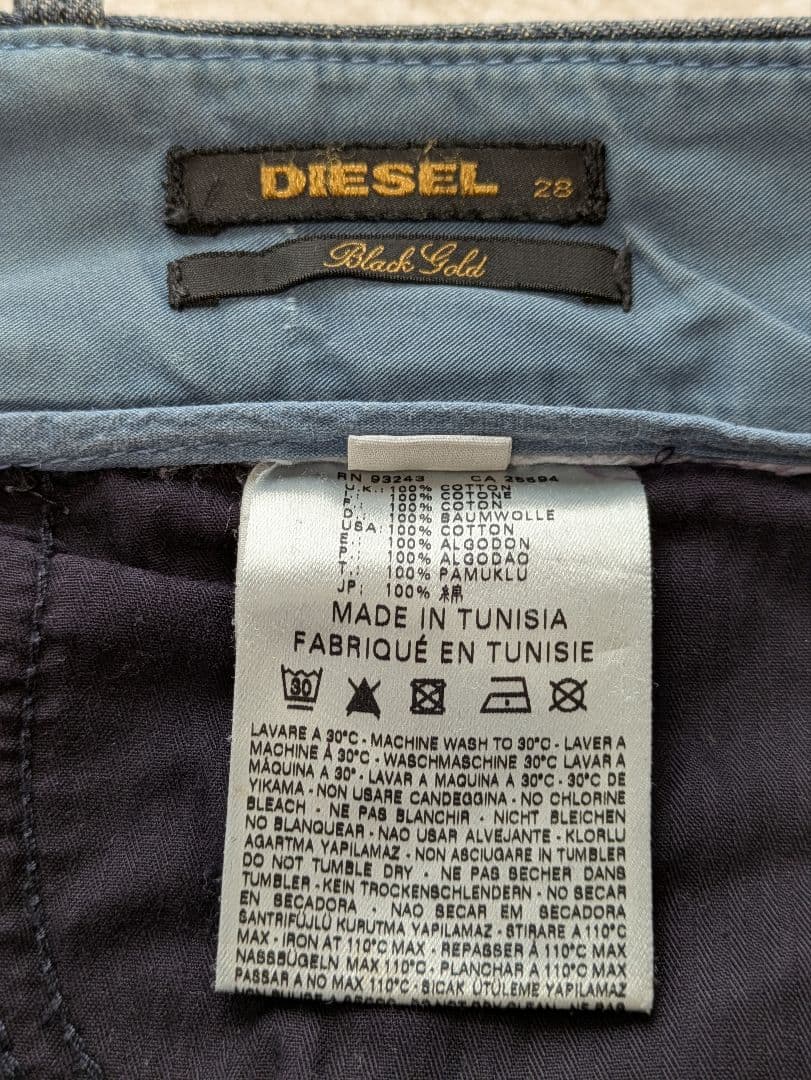 DIESEL 28
Black Gold
RN 93243 CA 25594
U.K.: 100% COTTON
100% COTONE
100% COTON
D.: 100% BAUMWOLLE
USA: 100% COTTON
E.: 100% ALGODON
P.: 100% ALGODAO
T.: 100% PAMUKLU
JP: 100% 綿
MADE IN TUNISIA
FABRIQUÉ EN TUNISIE
30
LAVARE A 30°C - MACHINE WASH TO 30°C - LAVER A
MACHINE À 30°C - WASCHMASCHINE 30°C LAVAR A
MÁQUINA A 30° - LAVAR A MAQUINA A 30°C - 30°C DE
YIKAMA - NON USARE CANDEGGINA - NO CHLORINE
BLEACH - NE PAS BLANCHIR - NICHT BLEICHEN
NO BLANQUEAR - NAO USAR ALVEJANTE - KLORLU
AGARTMA YAPILAMAZ - NON ASCIUGARE IN TUMBLER
DO NOT TUMBLE DRY - NE PAS SECHER DANS
TUMBLER - KEIN TROCKENSCHLENDERN - NO SECAR
EN SECADORA - NAO SECAR EM SECADORA
SANTRIFÜJLÜ KURUTMA YAPILAMAZ - STIRARE A 110°C
MAX - IRON AT 110°C MAX - REPASSER À 110°C MAX
NASSBÜGELN MAX 110°C - PLANCHAR A 110°C MAX
PASSAR A NO MAX 110°C - SICAK ÜTÜLEME YAPILAMAZ